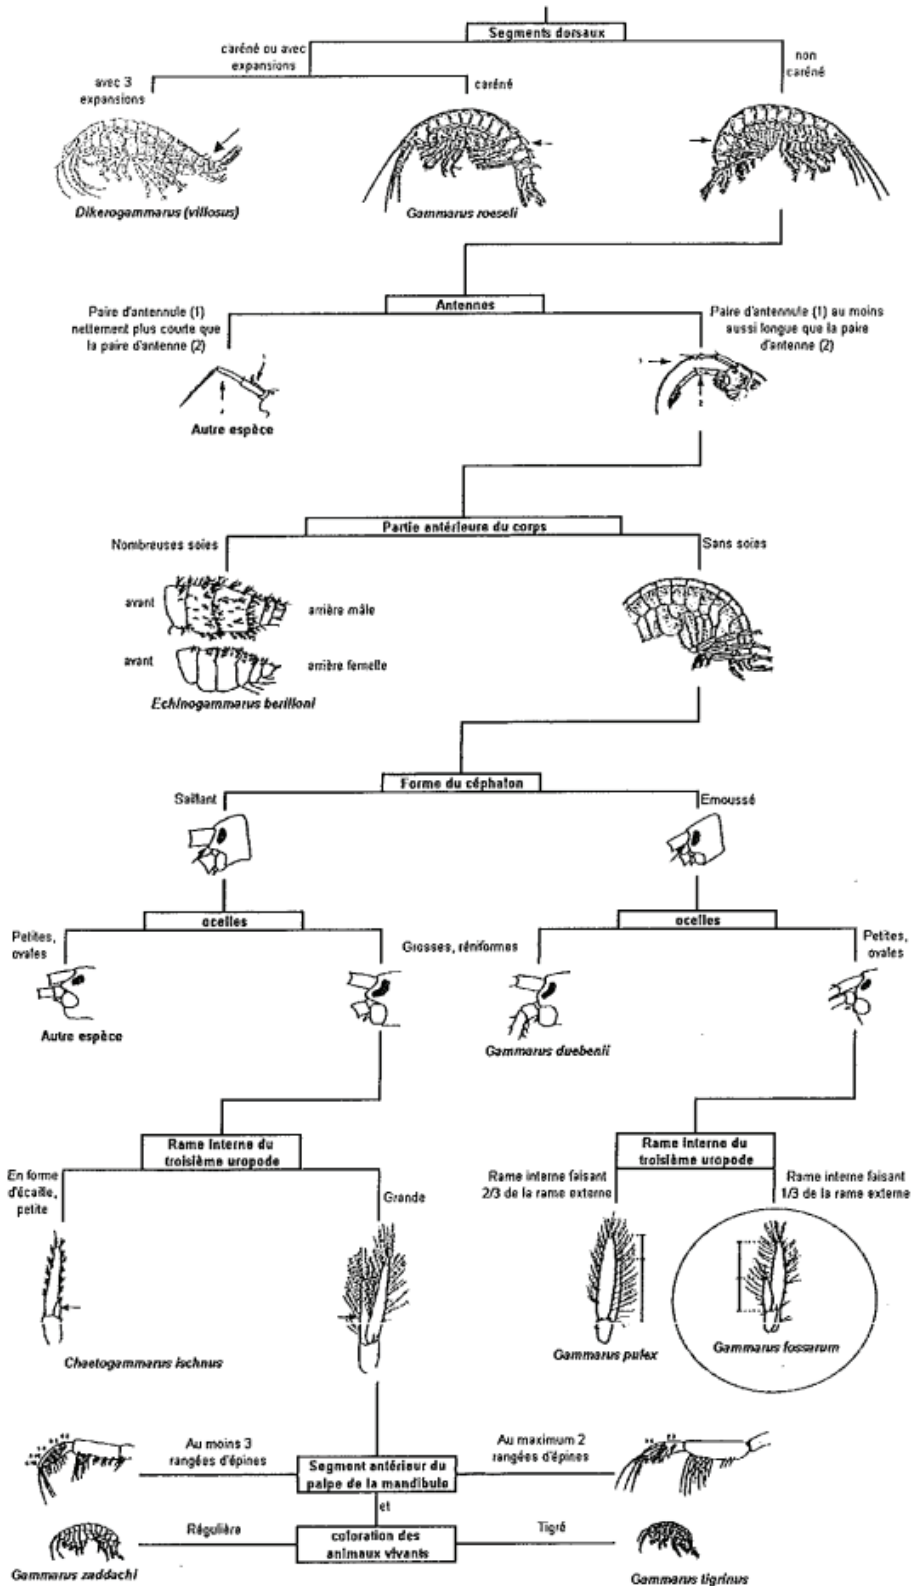 Segments dorsaux
caréné ou avec
expansions
non
caréné
avec 3
expansions
caréné
Dikerogammarus (villosus)
Gammarus roeseli
Antennes
Paire d'antennule (1)
nettement plus courte que
la paire d'antenne (2)
Paire d'antennule (1) au moins
aussi longue que la paire
d'antenne (2)
1
2
Autre espèce
Partie antérieure du corps
Nombreuses soies
Sans soies
avant
arrière mâle
avant
arrière femelle
Echinogammarus berilloni
Forme du céphalon
Saillant
Emoussé
ocelles
ocelles
Petites,
ovales
Grosses, réniformes
Petites,
ovales
Autre espèce
Gammarus duebenii
Rame interne du
troisième uropode
Rame interne du
troisième uropode
En forme
d'écaille,
petite
Grande
Rame interne faisant
2/3 de la rame externe
Rame interne faisant
1/3 de la rame externe
Chaetogammarus ischnus
Gammarus pulex
Gammarus fossarum
Au moins 3
rangées d'épines
Segment antérieur du
palpe de la mandibule
Au maximum 2
rangées d'épines
et
Régulière
coloration des
animaux vivants
Tigré
Gammarus zaddachi
Gammarus tigrinus